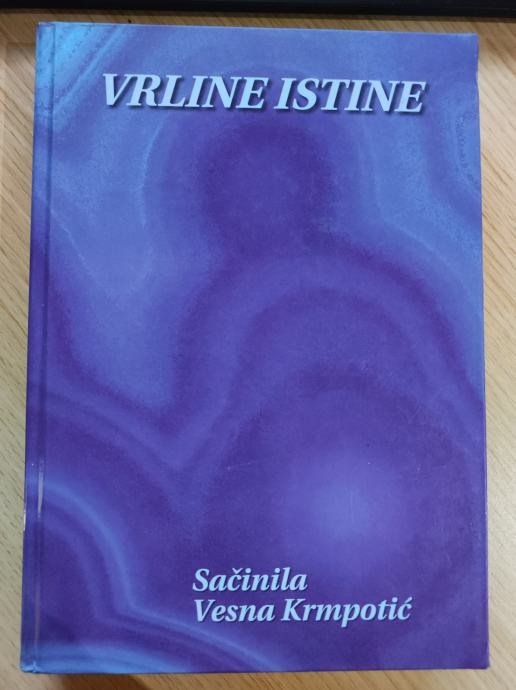 VRLINE ISTINE
Sačinila
Vesna Krmpotić